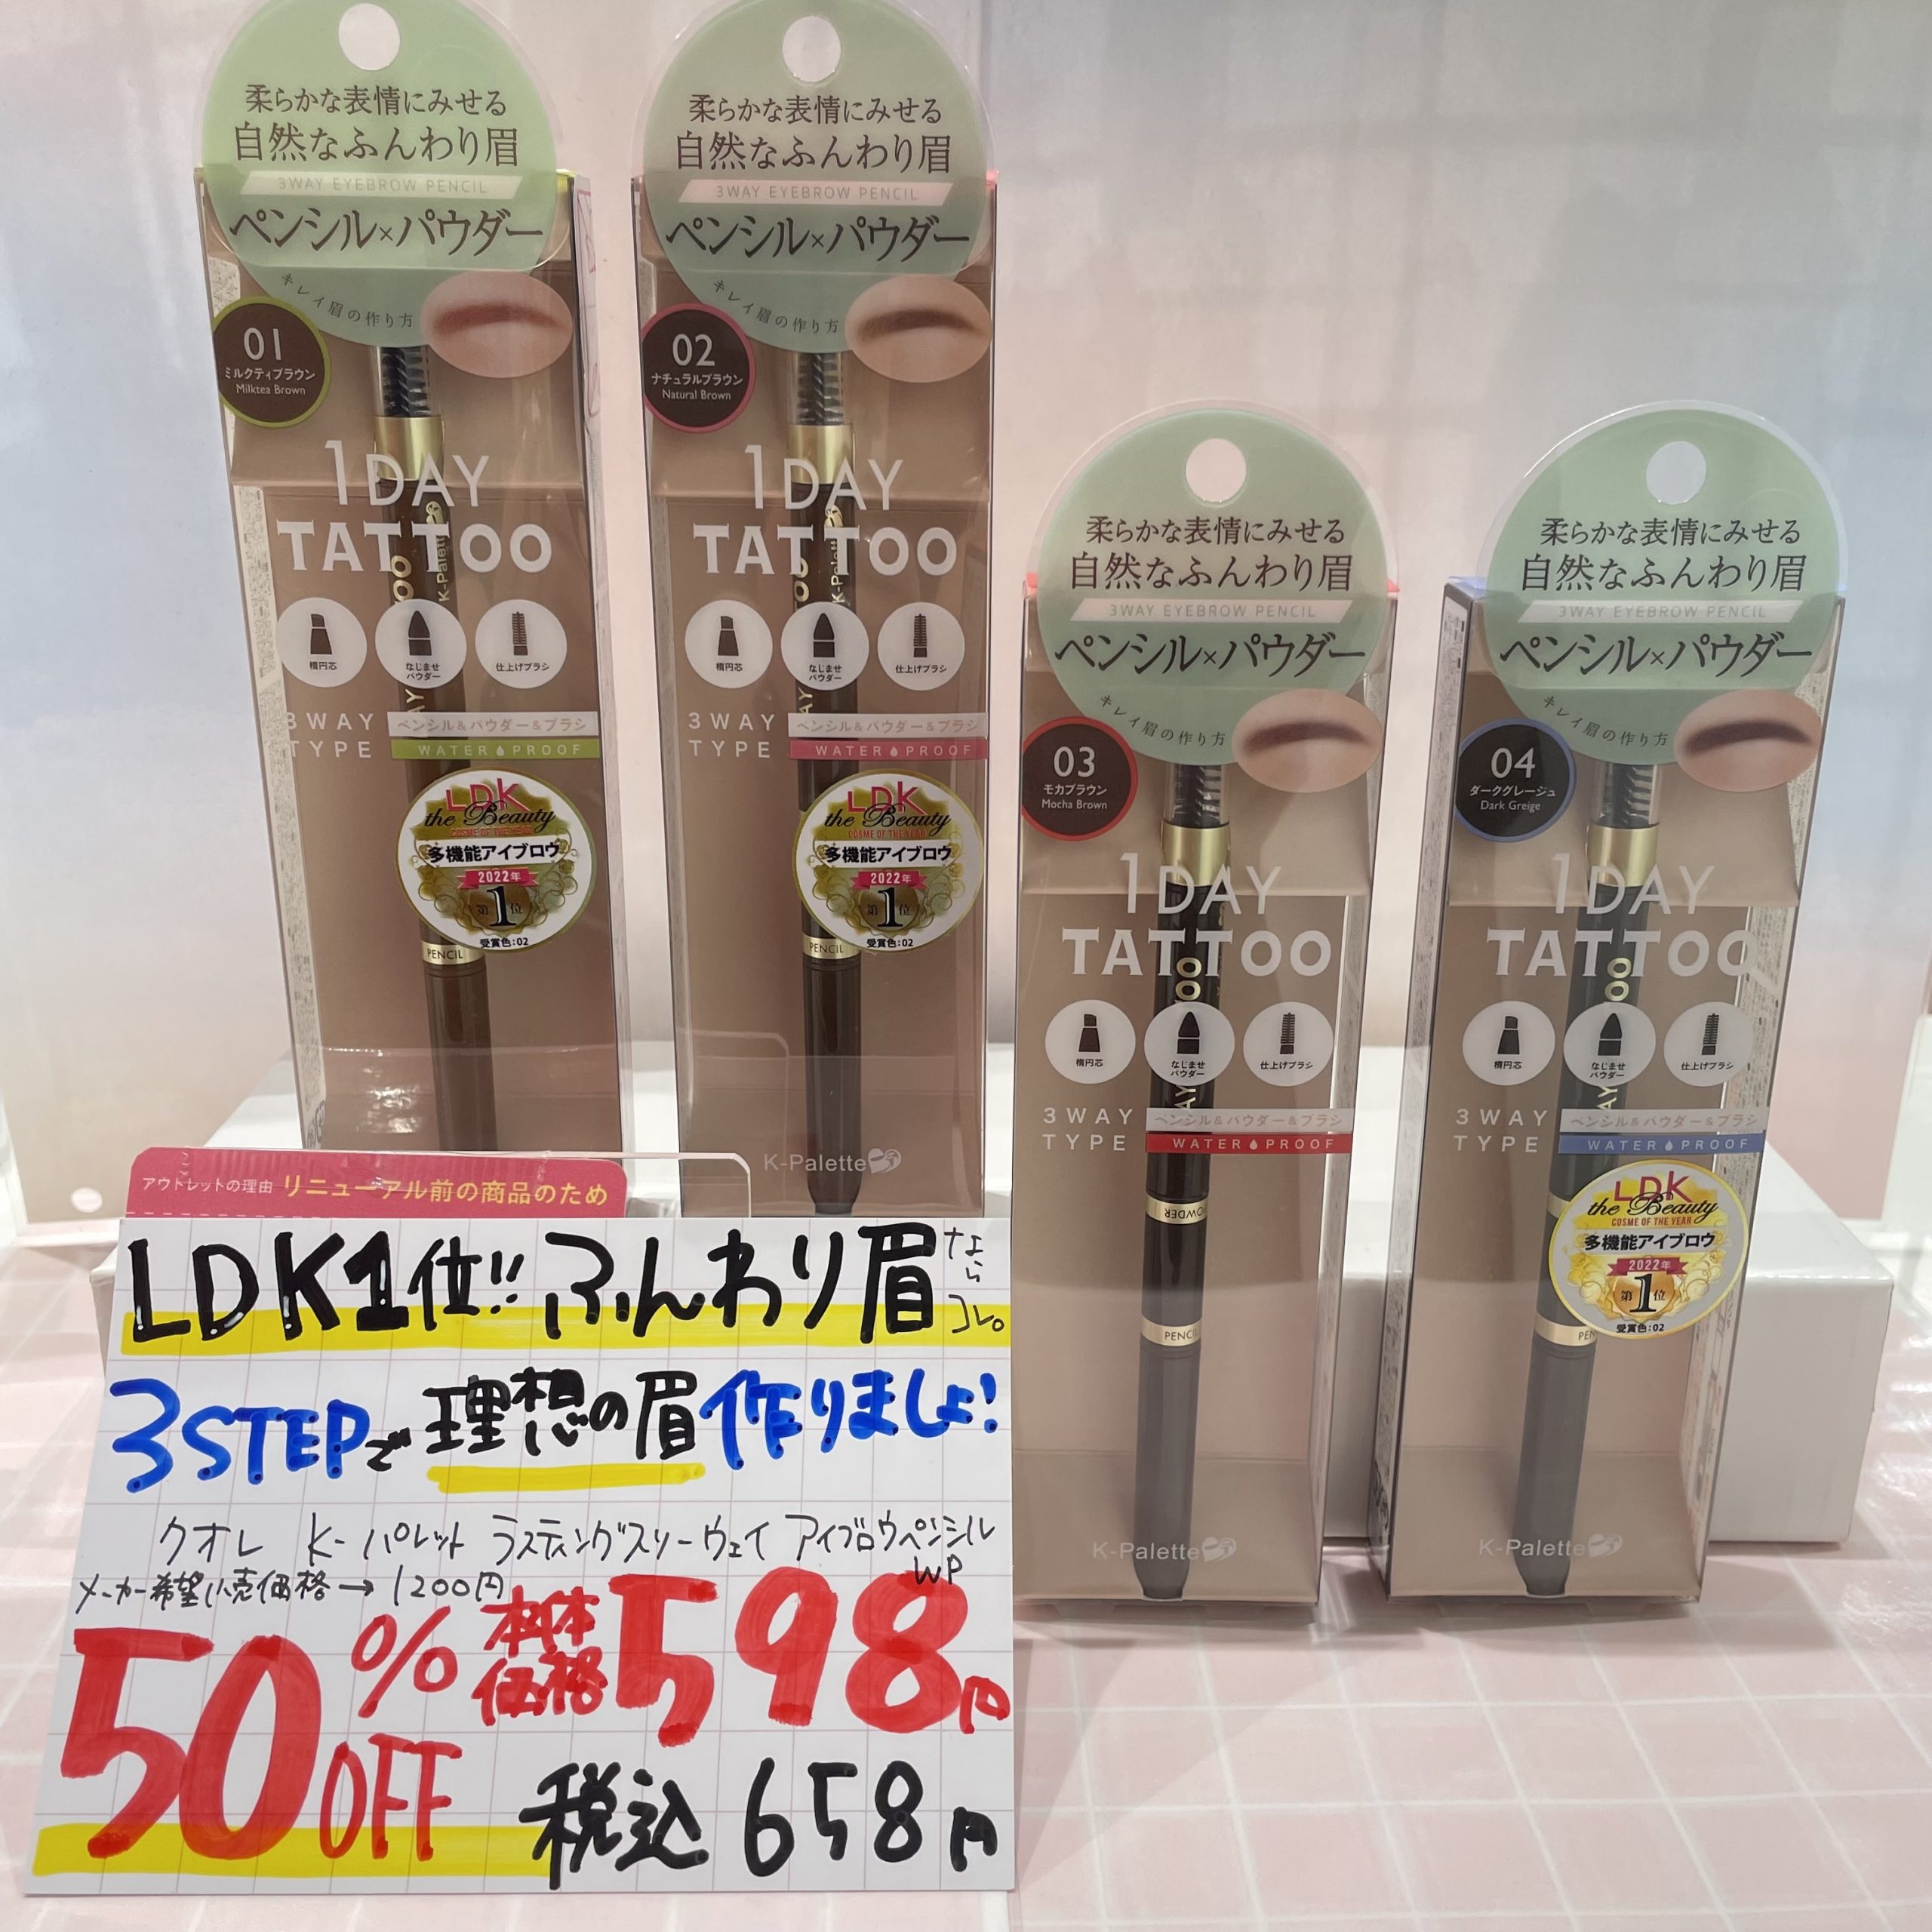 柔らかな表情にみせる
自然なふんわり眉
3WAY EYEBROW PENCIL
ペンシル×パウダー
キレイ眉の作り方
01
ミルクティブラウン
Milktea Brown
1DAY
TATTOO
K-Palette
楕円芯
なじませ
パウダー
仕上げブラシ
3WAY
TYPE
ペンシル&パウダー&ブラシ
WATER PROOF
LDK
the Beauty
COSME OF THE YEAR
多機能アイブロウ
2022年
第1位
受賞色:02
PENCIL
柔らかな表情にみせる
自然なふんわり眉
3WAY EYEBROW PENCIL
ペンシル×パウダー
キレイ眉の作り方
02
ナチュラルブラウン
Natural Brown
1DAY
TATTOO
K-Palette
楕円芯
なじませ
パウダー
仕上げブラシ
3WAY
TYPE
ペンシル&パウダー&ブラシ
WATER PROOF
LDK
the Beauty
COSME OF THE YEAR
多機能アイブロウ
2022年
第1位
受賞色:02
PENCIL
K-Palette
柔らかな表情にみせる
自然なふんわり眉
3WAY EYEBROW PENCIL
ペンシル×パウダー
キレイ眉の作り方
03
モカブラウン
Mocha Brown
1DAY
TATTOO
楕円芯
なじませ
パウダー
仕上げブラシ
3WAY
TYPE
ペンシル&パウダー&ブラシ
WATER PROOF
PENCIL
K-Palette
柔らかな表情にみせる
自然なふんわり眉
3WAY EYEBROW PENCIL
ペンシル×パウダー
キレイ眉の作り方
04
ダークグレージュ
Dark Greige
1DAY
TATTOO
楕円芯
なじませ
パウダー
仕上げブラシ
3WAY
TYPE
ペンシル&パウダー&ブラシ
WATER PROOF
LDK
the Beauty
COSME OF THE YEAR
多機能アイブロウ
2022年
第1位
受賞色:02
K-Palette
アウトレットの理由 リニューアル前の商品のため
LDK1位!! ふんわり眉ならコレ。
3STEPで理想の眉作りましょ!
クオレ K-パレット ラスティングスリーウェイ アイブロウペンシル
WP
メーカー希望小売価格→1200円
50%OFF 本体価格598円
税込658円